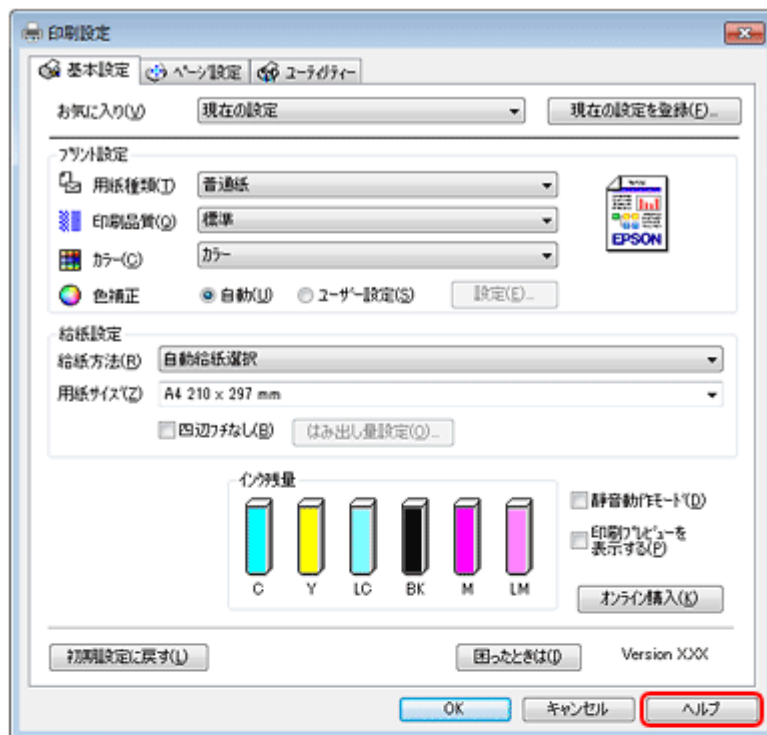 印刷設定
基本設定 ページ設定 ユーティリティー
お気に入り(V) 現在の設定 現在の設定を登録(F)...
プリント設定
用紙種類(T) 普通紙
印刷品質(Q) 標準
カラー(C) カラー
EPSON
色補正 自動(U) ユーザー設定(S) 設定(E)...
給紙設定
給紙方法(R) 自動給紙選択
用紙サイズ(Z) A4 210 x 297 mm
四辺フチなし(B) はみ出し量設定(O)...
インク残量
静音動作モード(D)
印刷プレビューを
表示する(P)
C Y LC BK M LM
オンライン購入(K)
初期設定に戻す(L) 困ったときは(I) Version XXX
OK キャンセル ヘルプ